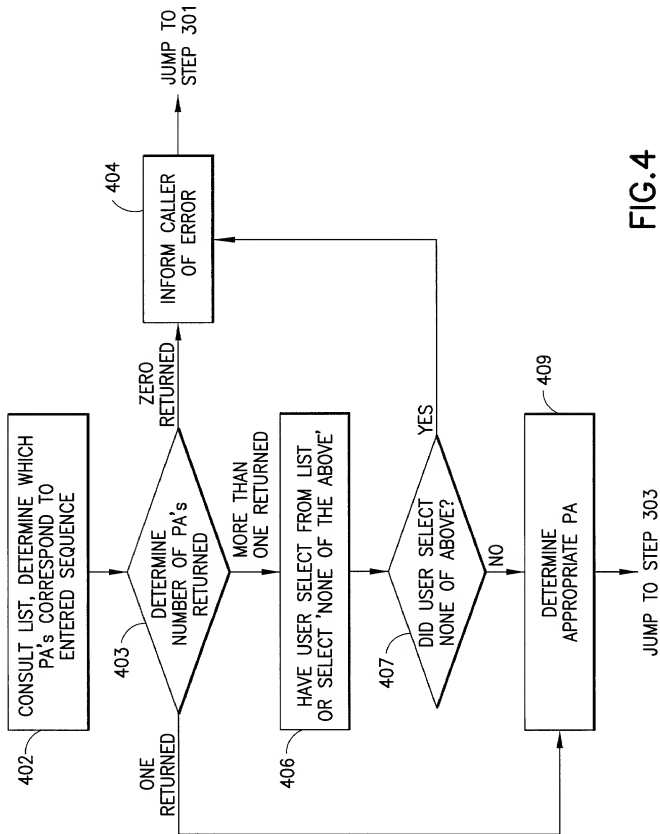 402
CONSULT LIST, DETERMINE WHICH
PA's CORRESPOND TO
ENTERED SEQUENCE
403
DETERMINE
NUMBER OF PA's
RETURNED
ONE
RETURNED
ZERO
RETURNED
MORE THAN
ONE RETURNED
404
INFORM CALLER
OF ERROR
JUMP TO
STEP 301
406
HAVE USER SELECT FROM LIST
OR SELECT 'NONE OF THE ABOVE'
407
DID USER SELECT
NONE OF ABOVE?
YES
NO
409
DETERMINE
APPROPRIATE PA
JUMP TO STEP 303
FIG.4